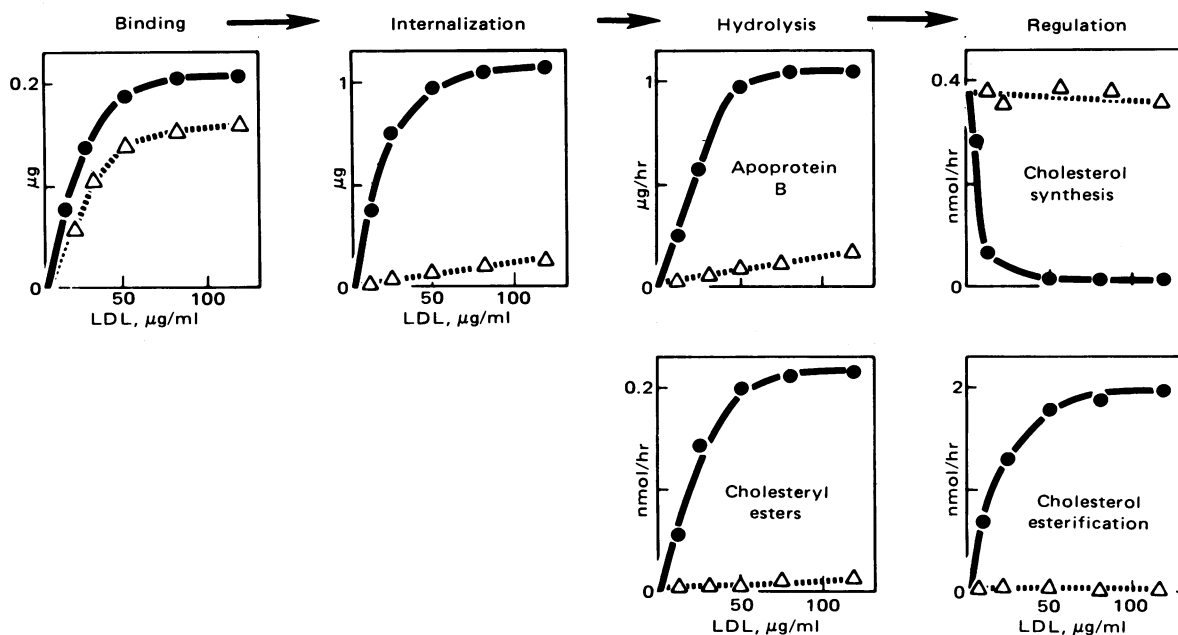 Binding
Internalization
Hydrolysis
Regulation
0.2
μg
0
50
100
LDL, μg/ml
1
μg
0
50
100
LDL, μg/ml
1
μg/hr
0
Apoprotein
B
0.4
nmol/hr
0
Cholesterol
synthesis
0.2
nmol/hr
0
Cholesteryl
esters
50
100
LDL, μg/ml
2
nmol/hr
0
Cholesterol
esterification
50
100
LDL, μg/ml